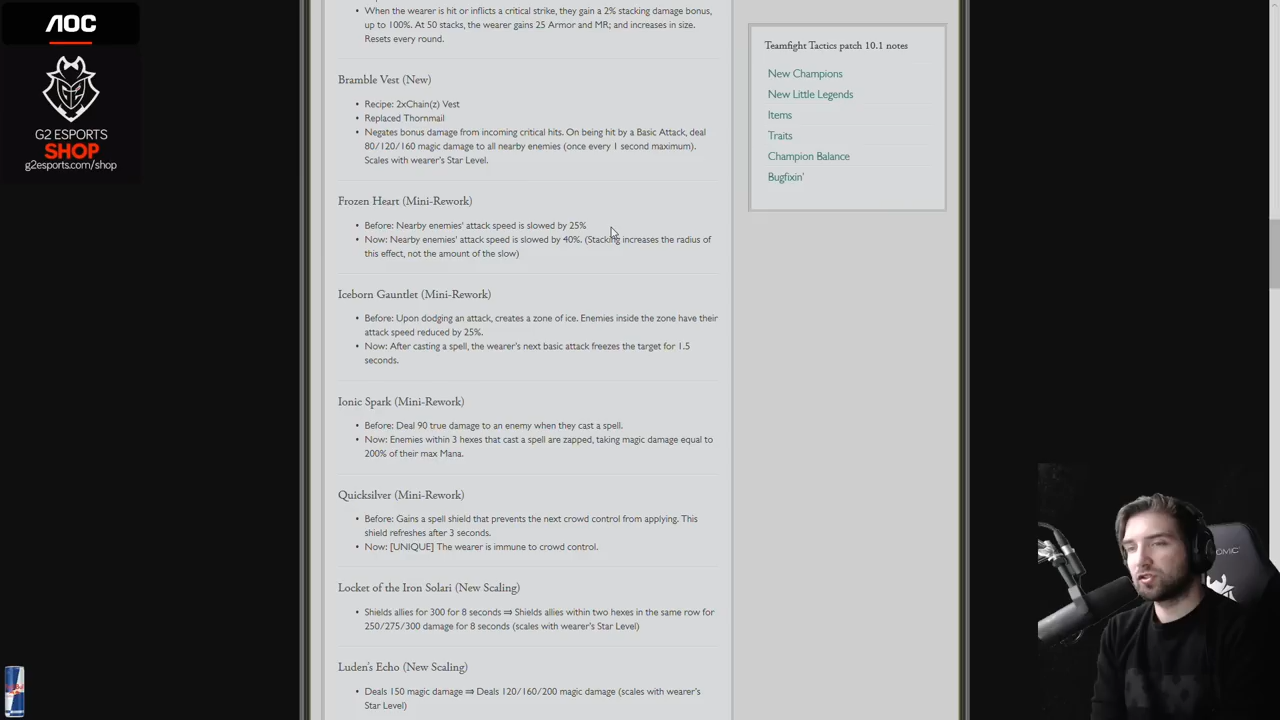 AOC
G2 ESPORTS
SHOP
g2esports.com/shop
When the wearer is hit or inflicts a critical strike, they gain a 2% stacking damage bonus,
up to 100%. At 50 stacks, the wearer gains 25 Armor and MR; and increases in size.
Resets every round.
Bramble Vest (New)
• Recipe: 2xChain(z) Vest
• Replaced Thornmail
• Negates bonus damage from incoming critical hits. On being hit by a Basic Attack, deal
80/120/160 magic damage to all nearby enemies (once every 1 second maximum).
Scales with wearer's Star Level.
Frozen Heart (Mini-Rework)
• Before: Nearby enemies' attack speed is slowed by 25%
• Now: Nearby enemies' attack speed is slowed by 40%. (Stacking increases the radius of
this effect, not the amount of the slow)
Iceborn Gauntlet (Mini-Rework)
• Before: Upon dodging an attack, creates a zone of ice. Enemies inside the zone have their
attack speed reduced by 25%.
• Now: After casting a spell, the wearer's next basic attack freezes the target for 1.5
seconds.
Ionic Spark (Mini-Rework)
• Before: Deal 90 true damage to an enemy when they cast a spell.
• Now: Enemies within 3 hexes that cast a spell are zapped, taking magic damage equal to
200% of their max Mana.
Quicksilver (Mini-Rework)
• Before: Gains a spell shield that prevents the next crowd control from applying. This
shield refreshes after 3 seconds.
• Now: [UNIQUE] The wearer is immune to crowd control.
Locket of the Iron Solari (New Scaling)
• Shields allies for 300 for 8 seconds ⇒ Shields allies within two hexes in the same row for
250/275/300 damage for 8 seconds (scales with wearer's Star Level)
Luden's Echo (New Scaling)
• Deals 150 magic damage ⇒ Deals 120/160/200 magic damage (scales with wearer's
Star Level)
Teamfight Tactics patch 10.1 notes
New Champions
New Little Legends
Items
Traits
Champion Balance
Bugfixin'